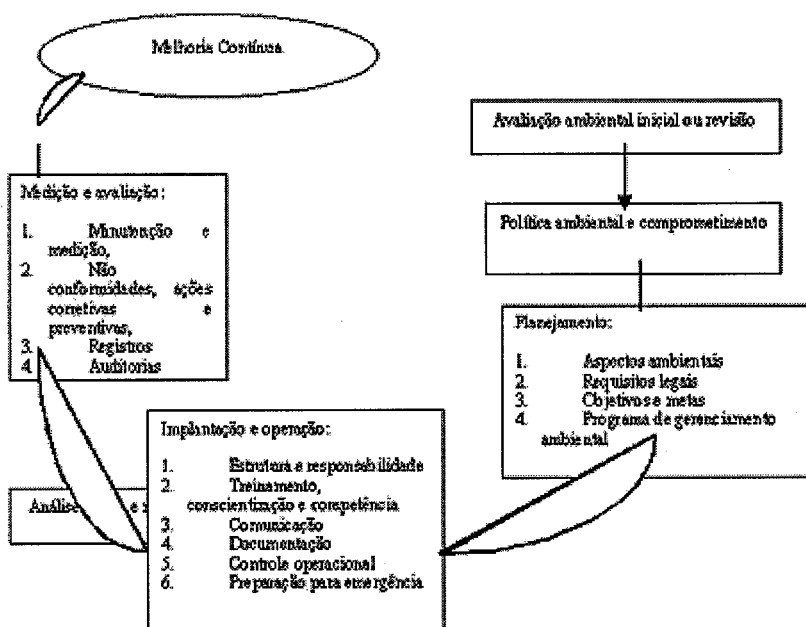 Melhoria Contínua
Avaliação ambiental inicial ou revisão
Política ambiental e comprometimento
Medição e avaliação:
1. Manutenção e
medição,
2. Não
conformidades, ações
corretivas e
preventivas,
3. Registros
4. Auditorias
Planejamento:
1. Aspectos ambientais
2. Requisitos legais
3. Objetivos e metas
4. Programa de gerenciamento
ambiental
Implantação e operação:
1. Estrutura e responsabilidade
2. Treinamento,
conscientização e competência
3. Comunicação
4. Documentação
5. Controle operacional
6. Preparação para emergência
Análise e